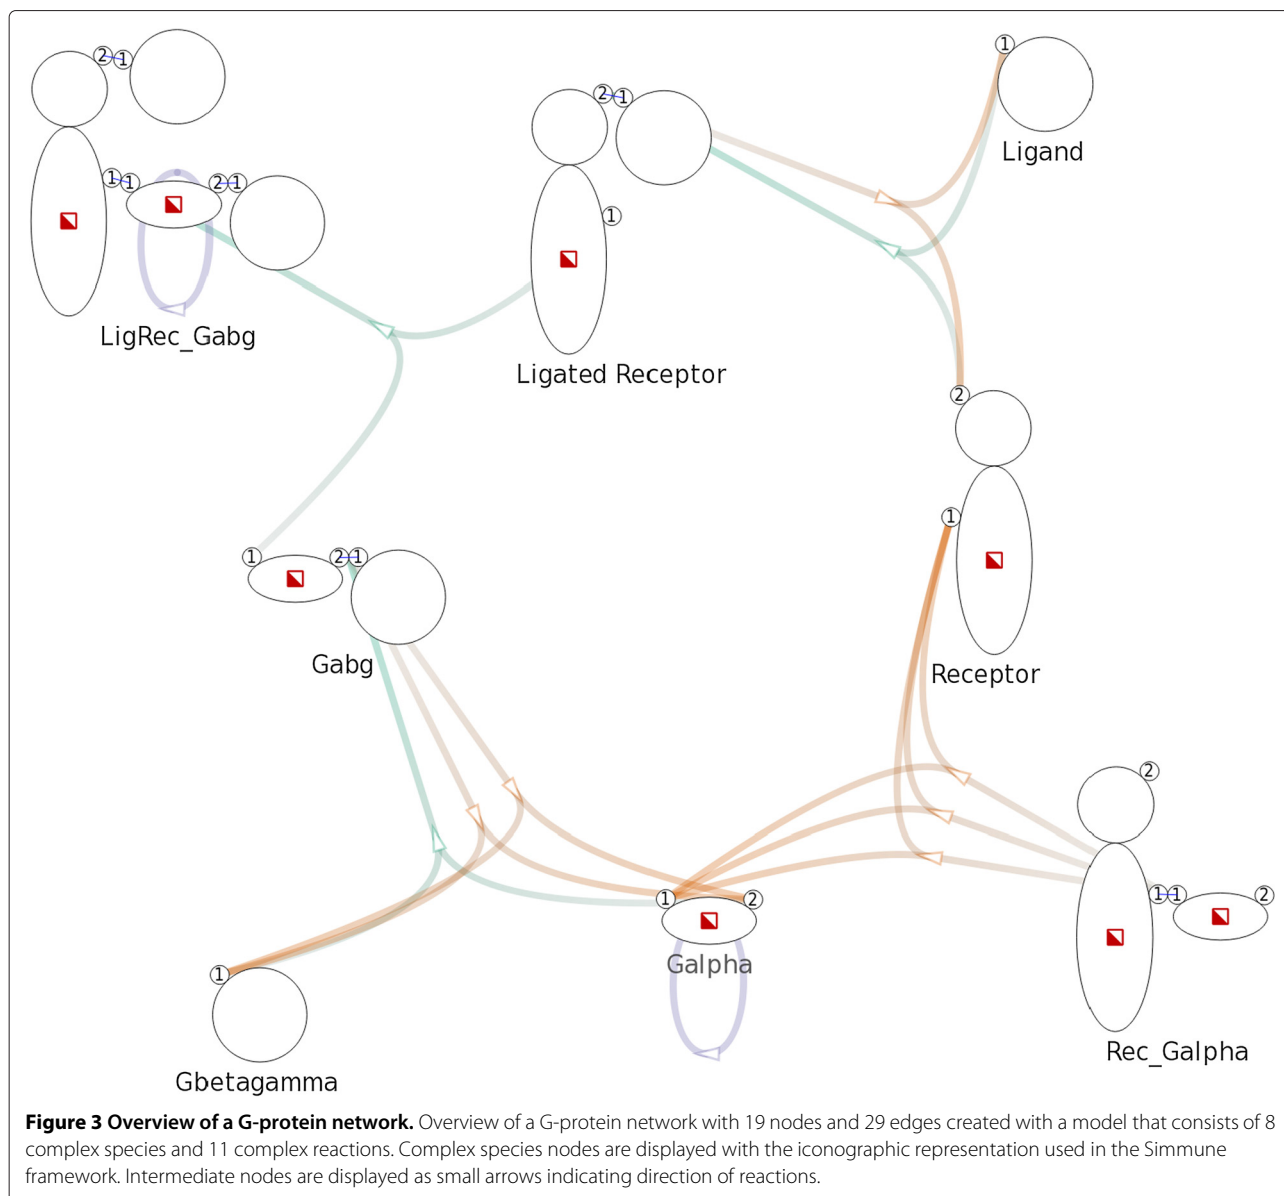 2 1
1
2 1
Ligand
1 1 2 1
1
LigRec_Gabg
Ligated Receptor
2
1
1 2 1
Gabg
Receptor
2
1 1 2
1 2
Galpha
1
Rec_Galpha
Gbetagamma
Figure 3 Overview of a G-protein network. Overview of a G-protein network with 19 nodes and 29 edges created with a model that consists of 8
complex species and 11 complex reactions. Complex species nodes are displayed with the iconographic representation used in the Simmune
framework. Intermediate nodes are displayed as small arrows indicating direction of reactions.